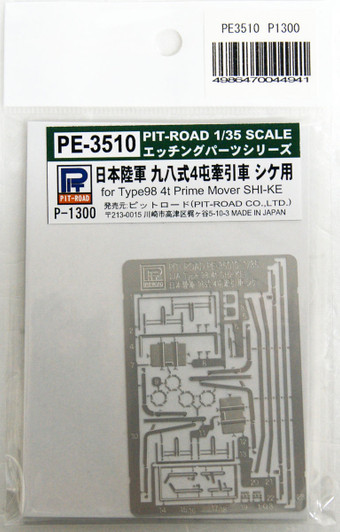 PE3510 P1300
4986470044941
PE-3510
PIT-ROAD 1/35 SCALE
エッチングパーツシリーズ
PIT-ROAD
P-1300
日本陸軍 九八式4屯牽引車 シケ用
for Type98 4t Prime Mover SHI-KE
発売元:ピットロード(PIT-ROAD CO.,LTD.)
〒213-0015 川崎市高津区梶ヶ谷5-10-3 MADE IN JAPAN